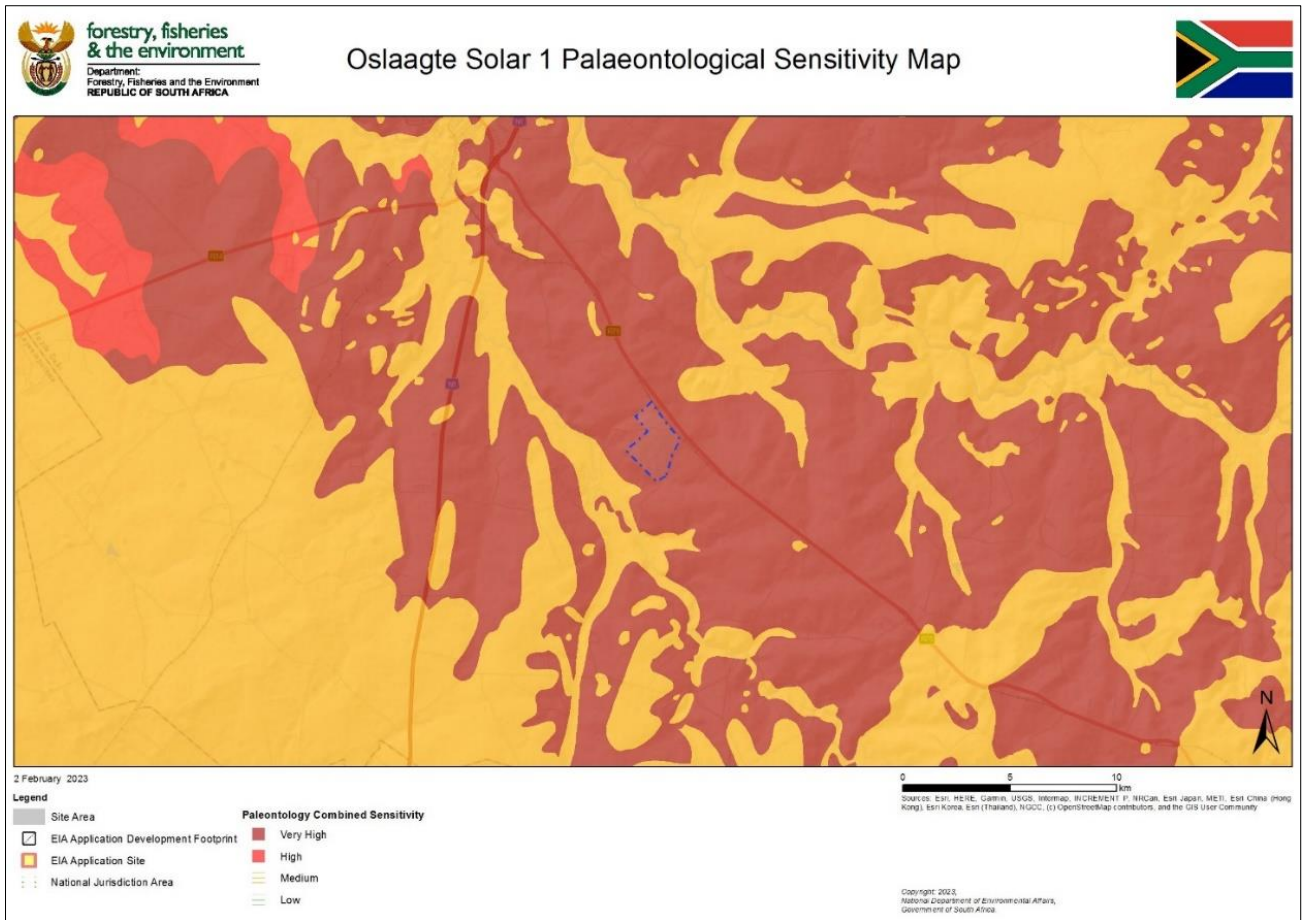 forestry, fisheries
& the environment
Department:
Forestry, Fisheries and the Environment
REPUBLIC OF SOUTH AFRICA
Oslaagte Solar 1 Palaeontological Sensitivity Map
N
2 February 2023
Legend
Site Area
EIA Application Development Footprint
EIA Application Site
National Jurisdiction Area
Paleontology Combined Sensitivity
Very High
High
Medium
Low
0 5 10
km
Sources: Esri, HERE, Garmin, USGS, Intermap, INCREMENT P, NRCan, Esri Japan, METI, Esri China (Hong
Kong), Esri Korea, Esri (Thailand), NGCC, (c) OpenStreetMap contributors, and the GIS User Community
Copyright: 2023,
National Department of Environmental Affairs,
Government of South Africa.